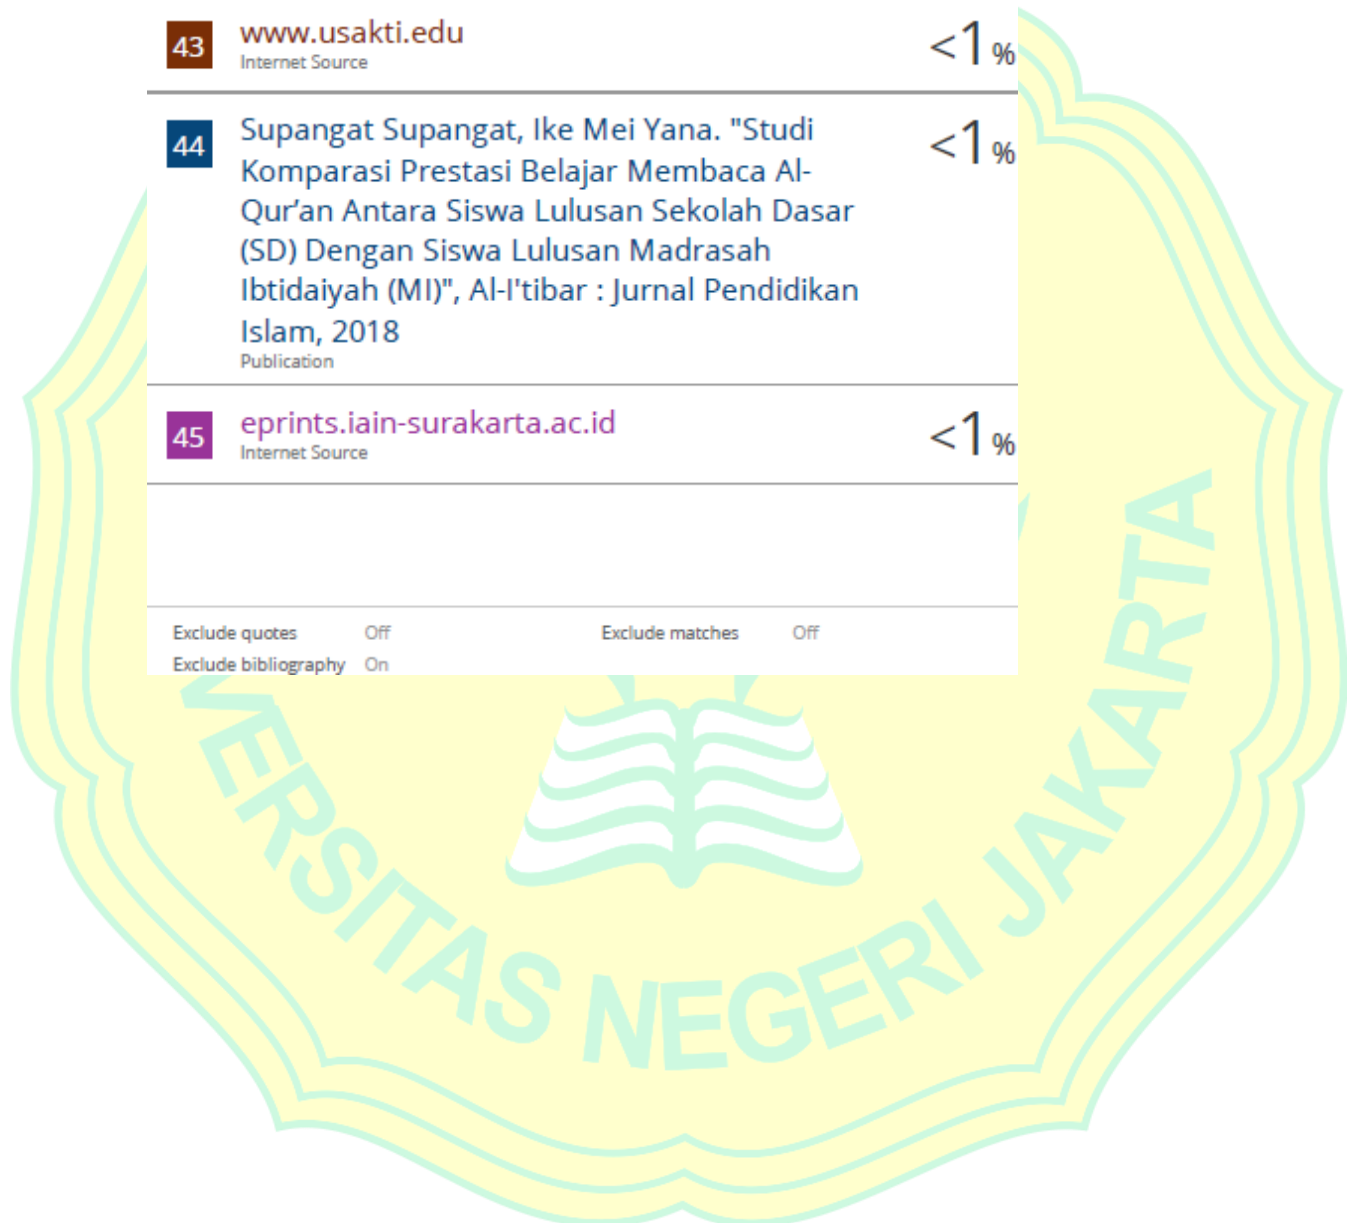 43 www.usakti.edu <1%
Internet Source
44 Supangat Supangat, Ike Mei Yana. "Studi <1%
Komparasi Prestasi Belajar Membaca Al-
Qur’an Antara Siswa Lulusan Sekolah Dasar
(SD) Dengan Siswa Lulusan Madrasah
Ibtidaiyah (MI)", Al-I'tibar : Jurnal Pendidikan
Islam, 2018
Publication
45 eprints.iain-surakarta.ac.id <1%
Internet Source
Exclude quotes Off Exclude matches Off
Exclude bibliography On
VERSITAS NEGERI JAKARTA